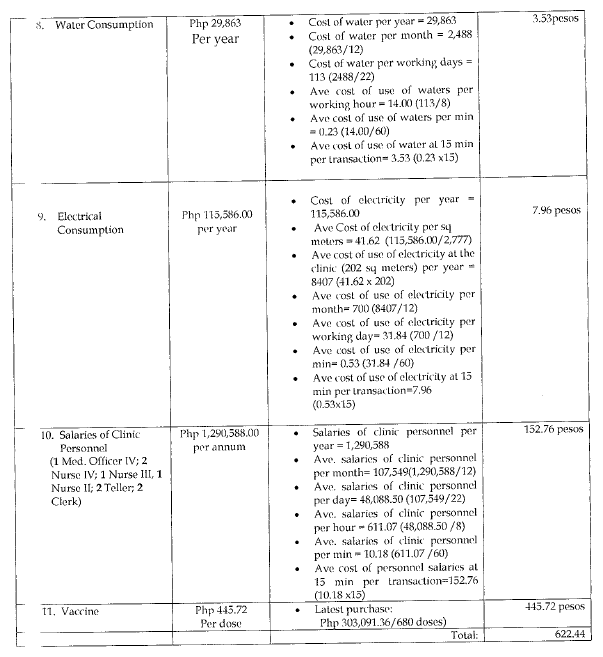 8. Water Consumption
Php 29,863
Per year
• Cost of water per year = 29,863
• Cost of water per month = 2,488
(29,863/12)
• Cost of water per working days =
113 (2488/22)
• Ave cost of use of waters per
working hour = 14.00 (113/8)
• Ave cost of use of waters per min
= 0.23 (14.00/60)
• Ave cost of use of water at 15 min
per transaction= 3.53 (0.23 x15)
3.53pesos
9. Electrical
Consumption
Php 115,586.00
per year
• Cost of electricity per year =
115,586.00
• Ave Cost of electricity per sq
meters = 41.62 (115,586.00/2,777)
• Ave cost of use of electricity at the
clinic (202 sq meters) per year =
8407 (41.62 x 202)
• Ave cost of use of electricity per
month= 700 (8407/12)
• Ave cost of use of electricity per
working day= 31.84 (700 /12)
• Ave cost of use of electricity per
min= 0.53 (31.84 /60)
• Ave cost of use of electricity at 15
min per transaction=7.96
(0.53x15)
7.96 pesos
10. Salaries of Clinic
Personnel
(1 Med. Officer IV; 2
Nurse IV; 1 Nurse III, 1
Nurse II; 2 Teller; 2
Clerk)
Php 1,290,588.00
per annum
• Salaries of clinic personnel per
year = 1,290,588
• Ave. salaries of clinic personnel
per month= 107,549(1,290,588/12)
• Ave. salaries of clinic personnel
per day= 48,088.50 (107,549/22)
• Ave. salaries of clinic personnel
per hour = 611.07 (48,088.50 /8)
• Ave. salaries of clinic personnel
per min = 10.18 (611.07 /60)
• Ave cost of personnel salaries at
15 min per transaction=152.76
(10.18 x15)
152.76 pesos
11. Vaccine
Php 445.72
Per dose
• Latest purchase:
Php 303,091.36/680 doses)
445.72 pesos
Total:
622.44